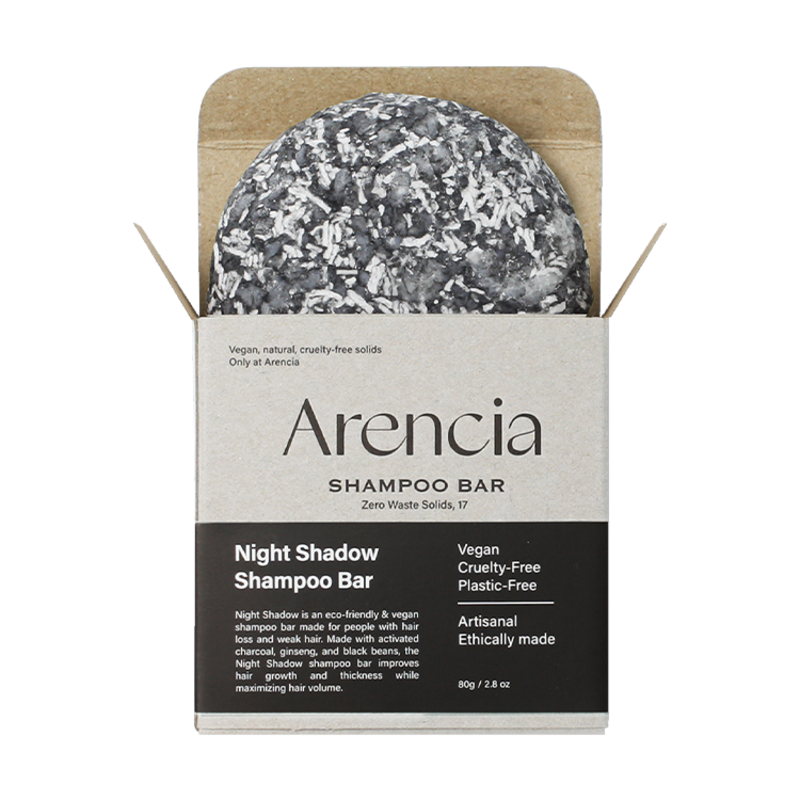 Vegan, natural, cruelty-free solids
Only at Arencia
Arencia
SHAMPOO BAR
Zero Waste Solids, 17
Night Shadow
Shampoo Bar
Night Shadow is an eco-friendly & vegan
shampoo bar made for people with hair
loss and weak hair. Made with activated
charcoal, ginseng, and black beans, the
Night Shadow shampoo bar improves
hair growth and thickness while
maximizing hair volume.
Vegan
Cruelty-Free
Plastic-Free
Artisanal
Ethically made
80g / 2.8 oz